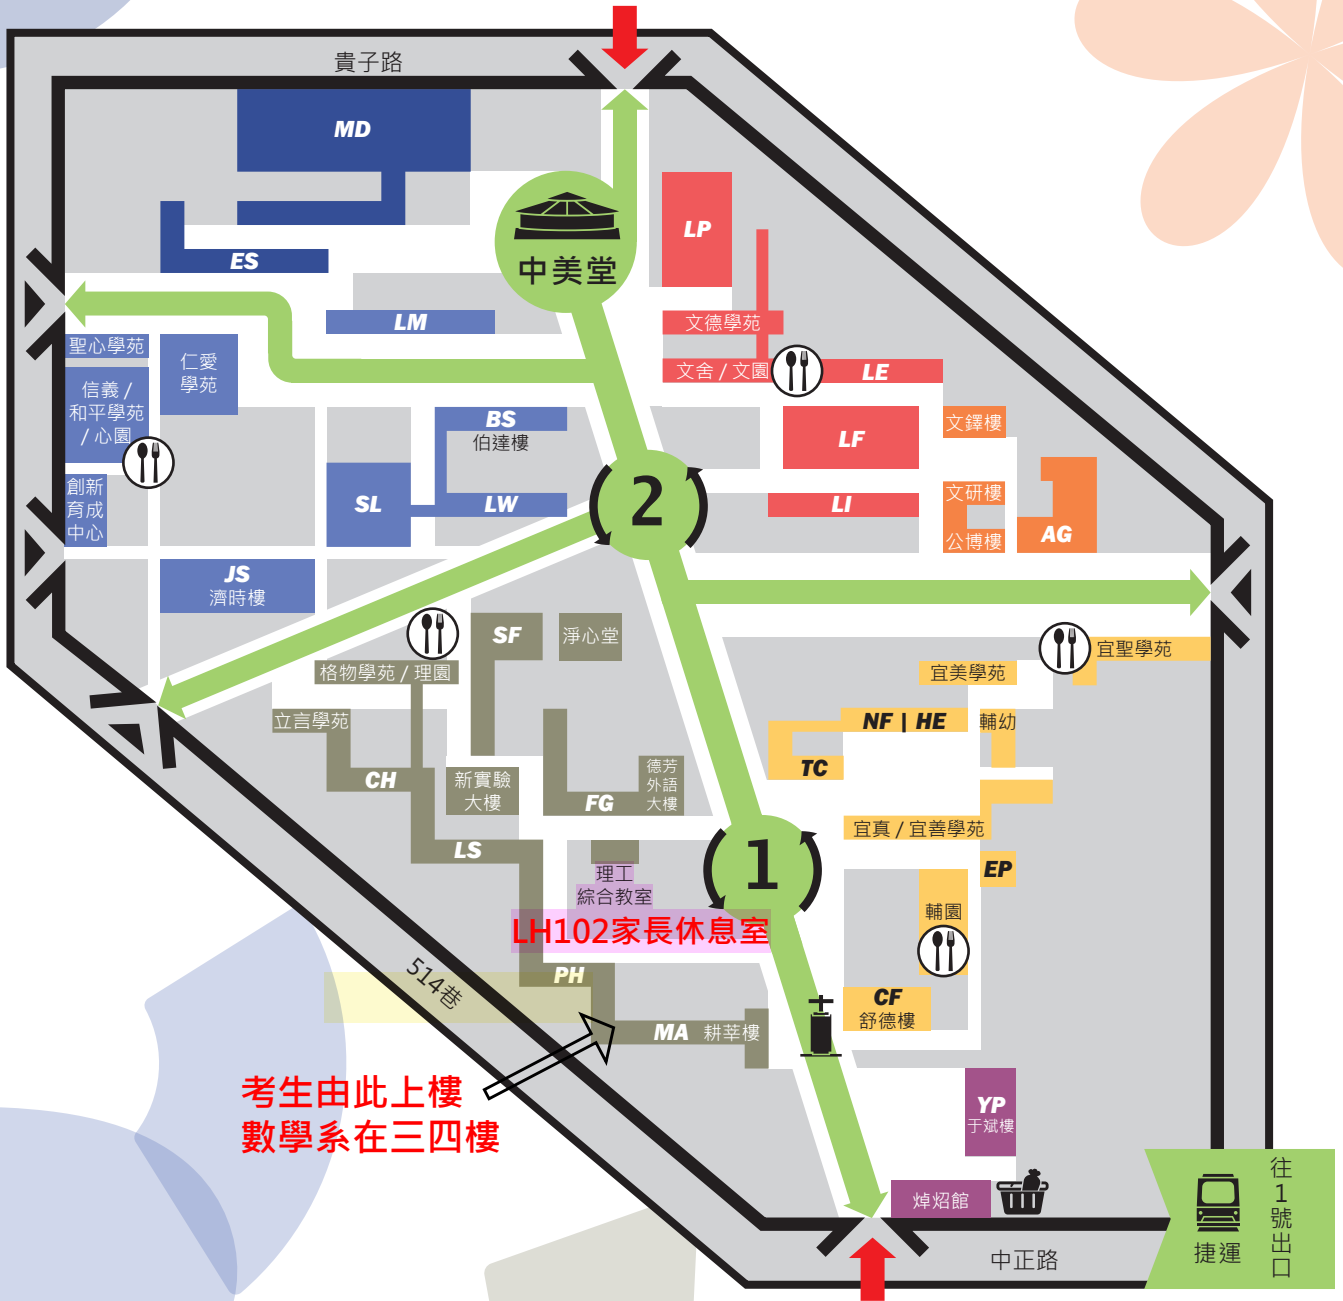 貴子路
MD
LP
ES
中美堂
LM
文德學苑
聖心學苑
仁愛
學苑
文舍 / 文園
LE
信義 /
和平學苑
/ 心園
BS
伯達樓
LF
文鐸樓
創新
育成
中心
SL
LW
2
LI
文研樓
公博樓
AG
JS
濟時樓
SF
淨心堂
格物學苑 / 理園
宜美學苑
宜聖學苑
立言學苑
NF | HE
輔幼
CH
新實驗
大樓
FG
德芳
外語
大樓
TC
LS
宜真 / 宜善學苑
1
EP
理工
綜合教室
LH102家長休息室
輔園
514巷
PH
CF
舒德樓
MA 耕莘樓
考生由此上樓
數學系在三四樓
YP
于斌樓
焯炤館
中正路
捷運
往1號出口